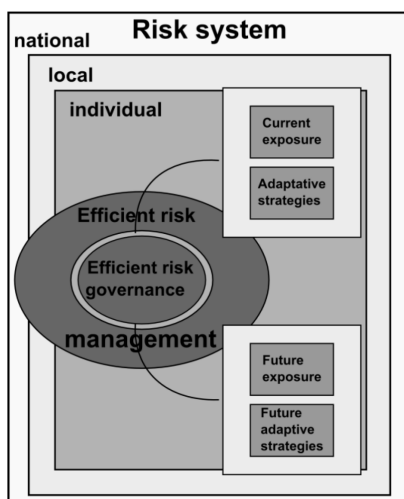 Risk system
national
local
individual
Current
exposure
Adaptative
strategies
Efficient risk
Efficient risk
governance
management
Future
exposure
Future
adaptive
strategies